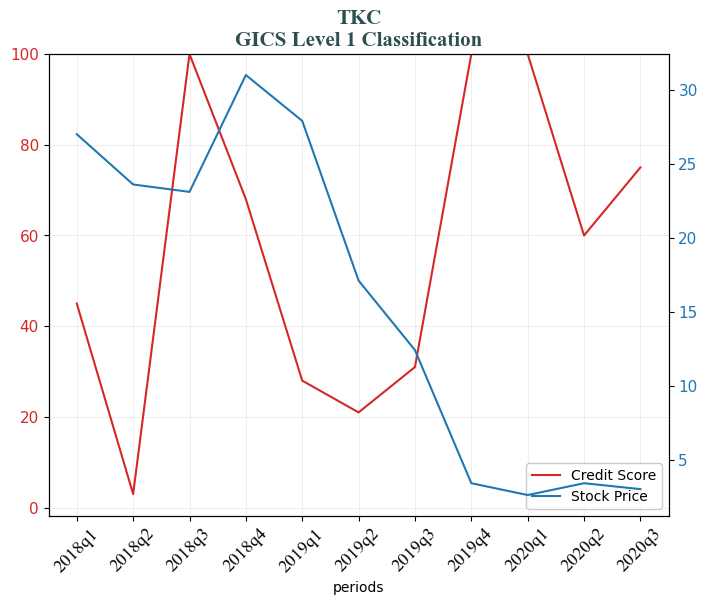 TKC
GICS Level 1 Classification
100
80
60
40
20
0
30
25
20
15
10
5
Credit Score
Stock Price
2018q1
2018q2
2018q3
2018q4
2019q1
2019q2
2019q3
2019q4
2020q1
2020q2
2020q3
periods